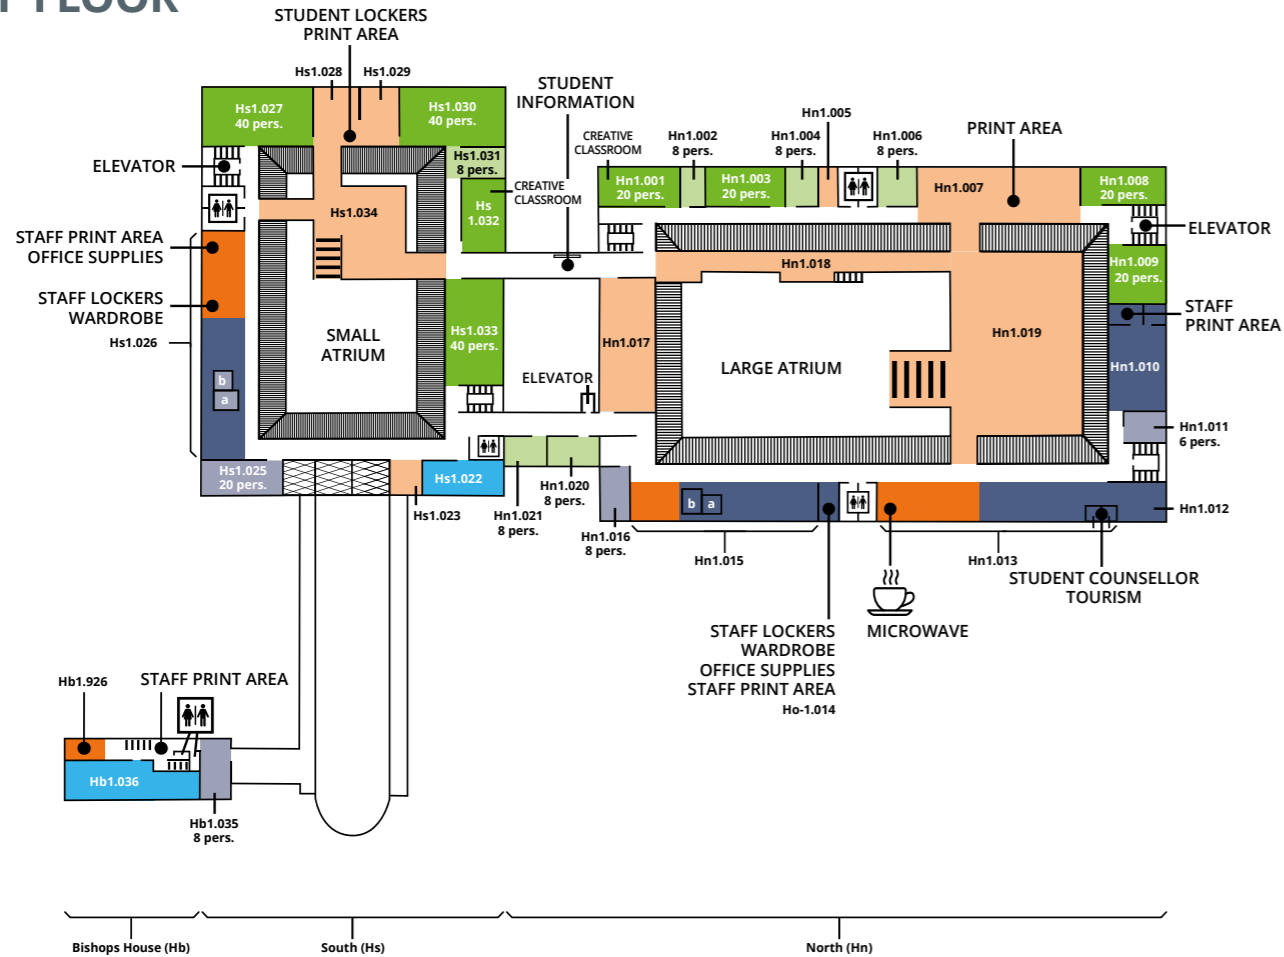 FLOOR
STUDENT LOCKERS
PRINT AREA
Hs1.028
Hs1.029
STUDENT
INFORMATION
Hs1.027
40 pers.
Hs1.030
40 pers.
Hn1.005
CREATIVE
CLASSROOM
Hn1.002
8 pers.
Hn1.004
8 pers.
Hn1.006
8 pers.
PRINT AREA
ELEVATOR
Hs1.031
8 pers.
CREATIVE
CLASSROOM
Hn1.001
20 pers.
Hn1.003
20 pers.
Hn1.007
Hn1.008
20 pers.
Hs1.034
Hs
1.032
STAFF PRINT AREA
OFFICE SUPPLIES
ELEVATOR
Hn1.018
Hn1.009
20 pers.
STAFF LOCKERS
WARDROBE
STAFF
PRINT AREA
Hs1.026
SMALL
ATRIUM
Hs1.033
40 pers.
Hn1.017
Hn1.019
LARGE ATRIUM
Hn1.010
ELEVATOR
b
a
Hn1.011
6 pers.
Hs1.025
20 pers.
Hs1.022
Hn1.020
8 pers.
Hs1.023
Hn1.021
8 pers.
b
a
Hn1.012
Hn1.016
8 pers.
Hn1.015
Hn1.013
STUDENT COUNSELLOR
TOURISM
STAFF LOCKERS
WARDROBE
OFFICE SUPPLIES
STAFF PRINT AREA
Ho-1.014
MICROWAVE
Hb1.926
STAFF PRINT AREA
Hb1.036
Hb1.035
8 pers.
Bishops House (Hb)
South (Hs)
North (Hn)